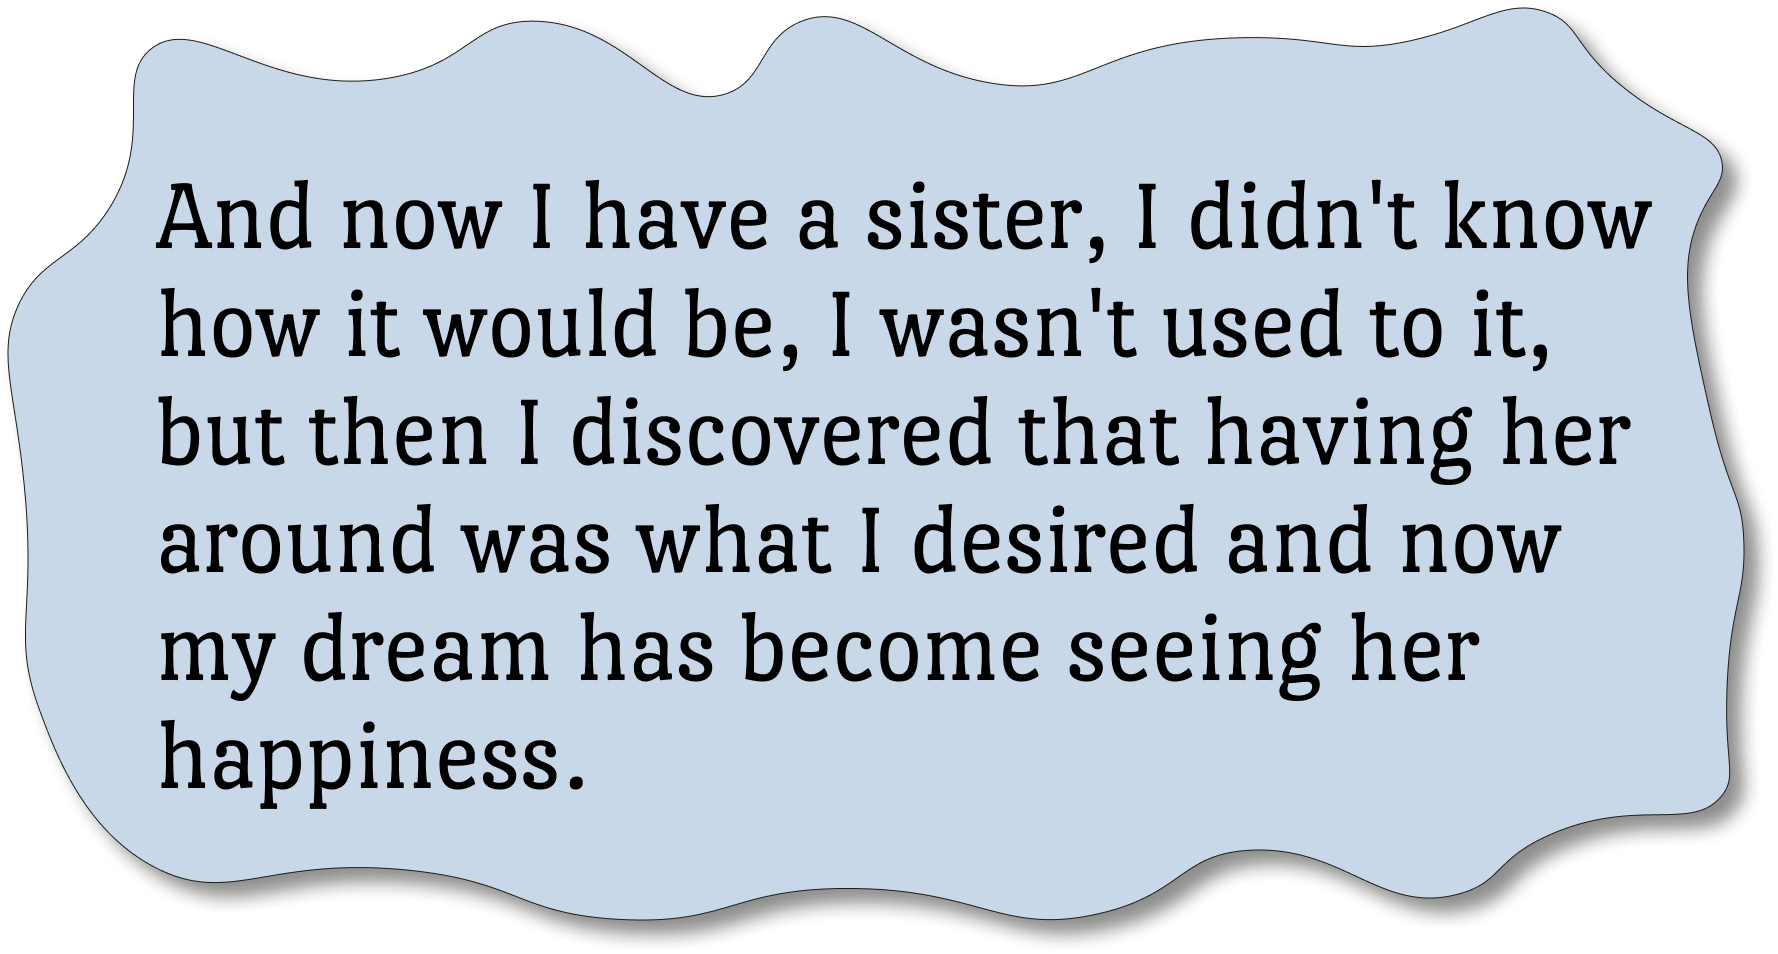 And now I have a sister, I didn't know
how it would be, I wasn't used to it,
but then I discovered that having her
around was what I desired and now
my dream has become seeing her
happiness.